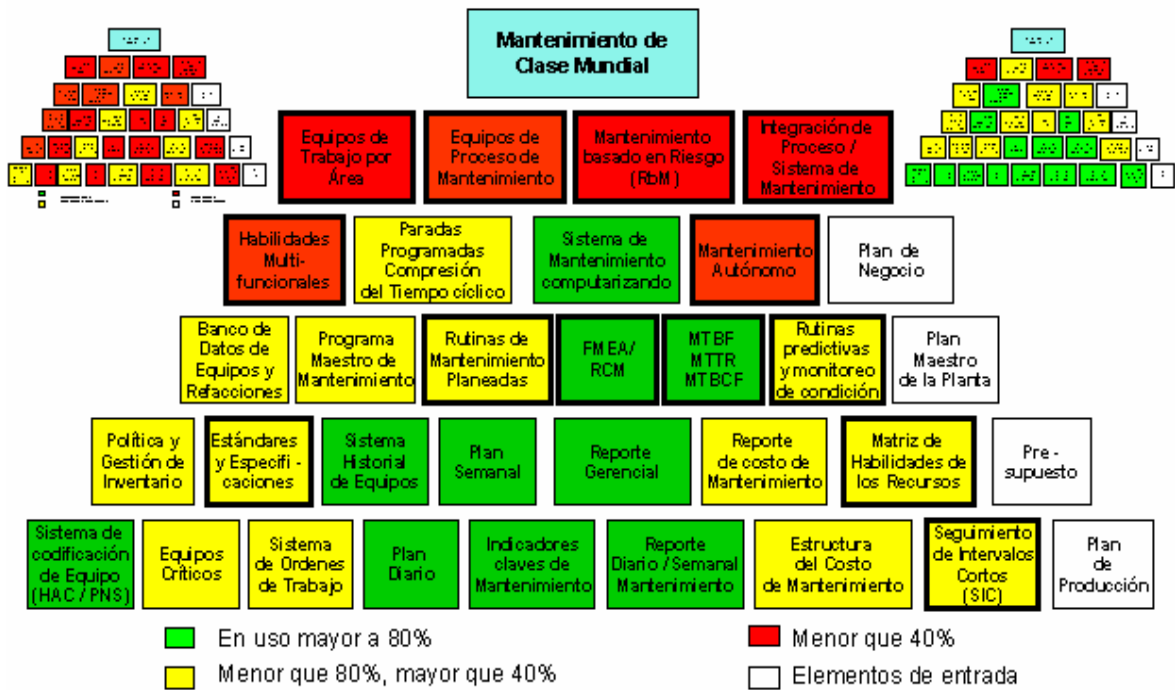 Mantenimiento de
Clase Mundial
Equipos de
Trabajo por
Área
Equipos de
Proceso de
Mantenimiento
Mantenimiento
basado en Riesgo
(RbM)
Integración de
Proceso /
Sistema de
Mantenimiento
Habilidades
Multi-
funcionales
Paradas
Programadas
Compresión
del Tiempo cíclico
Sistema de
Mantenimiento
computarizando
Mantenimiento
Autónomo
Plan de
Negocio
Banco de
Datos de
Equipos y
Refacciones
Programa
Maestro de
Mantenimiento
Rutinas de
Mantenimiento
Planeadas
FMEA/
RCM
MTBF
MTTR
MTBCF
Rutinas
predictivas
y monitoreo
de condición
Plan
Maestro
de la Planta
Política y
Gestión de
Inventario
Estándares
y Especifi -
caciones
Sistema
Historial
de Equipos
Plan
Semanal
Reporte
Gerencial
Reporte
de costo de
Mantenimiento
Matriz de
Habilidades de
los Recursos
Pre -
supuesto
Sistema de
codificación
de Equipo
(HAC / PNS)
Equipos
Críticos
Sistema
de Ordenes
de Trabajo
Plan
Diario
Indicadores
claves de
Mantenimiento
Reporte
Diario / Semanal
Mantenimiento
Estructura
del Costo
de Mantenimiento
Seguimiento
de Intervalos
Cortos
(SIC)
Plan
de
Producción
En uso mayor a 80%
Menor que 40%
Menor que 80%, mayor que 40%
Elementos de entrada